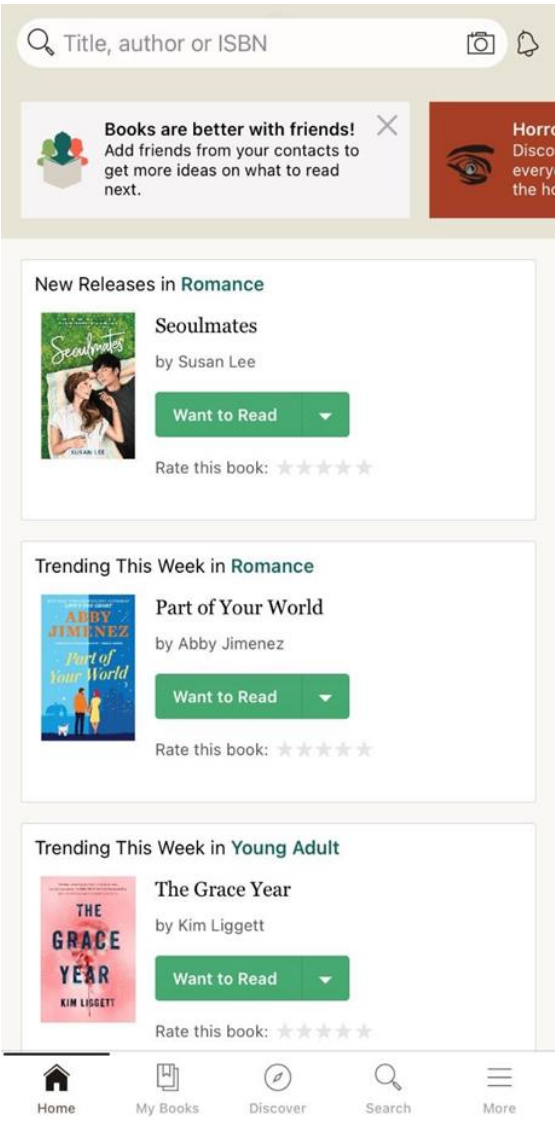 Title, author or ISBN
Books are better with friends!
Add friends from your contacts to
get more ideas on what to read
next.
Horro
Disco
every
the ho
New Releases in Romance
Seoulmates
SUSAN LEE
Seoulmates
by Susan Lee
Want to Read
Rate this book:
Trending This Week in Romance
ABBY
JIMENEZ
Part of
Your World
Part of Your World
by Abby Jimenez
Want to Read
Rate this book:
Trending This Week in Young Adult
THE
GRACE
YEAR
KIM LIGGETT
The Grace Year
by Kim Liggett
Want to Read
Rate this book:
Home
My Books
Discover
Search
More